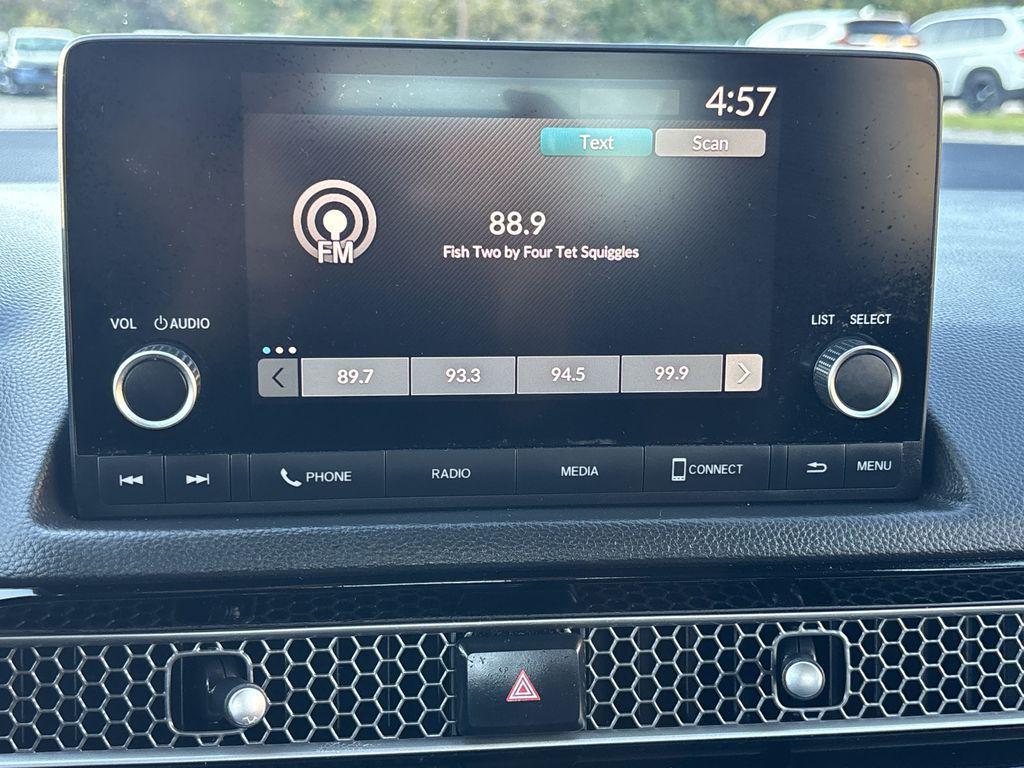 4:57
Text Scan
88.9
FM
Fish Two by Four Tet Squiggles
VOL AUDIO
LIST SELECT
89.7 93.3 94.5 99.9
PHONE RADIO MEDIA CONNECT MENU